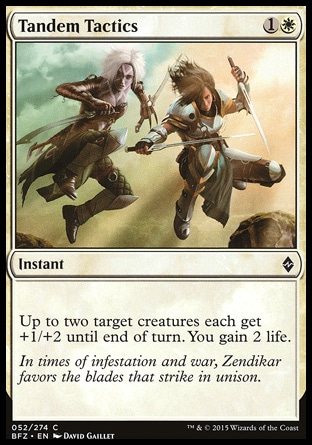 Tandem Tactics 1
Instant
Up to two target creatures each get
+1/+2 until end of turn. You gain 2 life.
In times of infestation and war, Zendikar
favors the blades that strike in unison.
052/274 C
BFZ • EN DAVID GAILLET ™ & © 2015 Wizards of the Coast